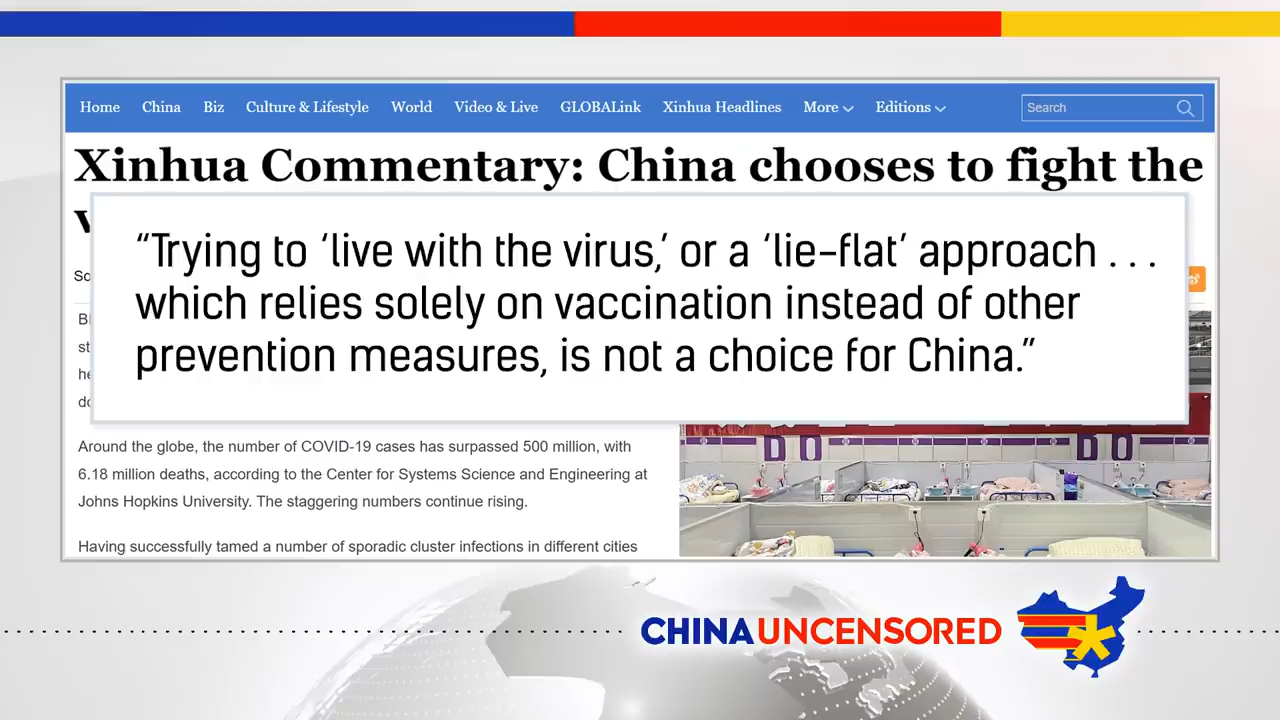 Home China Biz Culture & Lifestyle World Video & Live GLOBALink Xinhua Headlines More Editions Search
Xinhua Commentary: China chooses to fight the
“Trying to ‘live with the virus,’ or a ‘lie-flat’ approach . . .
which relies solely on vaccination instead of other
prevention measures, is not a choice for China.”
Around the globe, the number of COVID-19 cases has surpassed 500 million, with
6.18 million deaths, according to the Center for Systems Science and Engineering at
Johns Hopkins University. The staggering numbers continue rising.
Having successfully tamed a number of sporadic cluster infections in different cities
DO DO
CHINA UNCENSORED